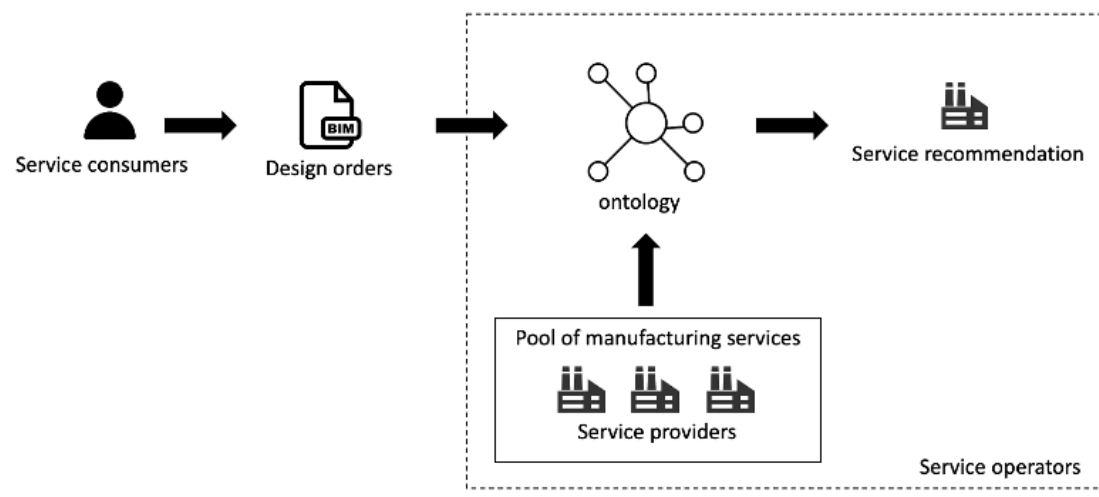 BIM
Service consumers
Design orders
ontology
Service recommendation
Pool of manufacturing services
Service providers
Service operators